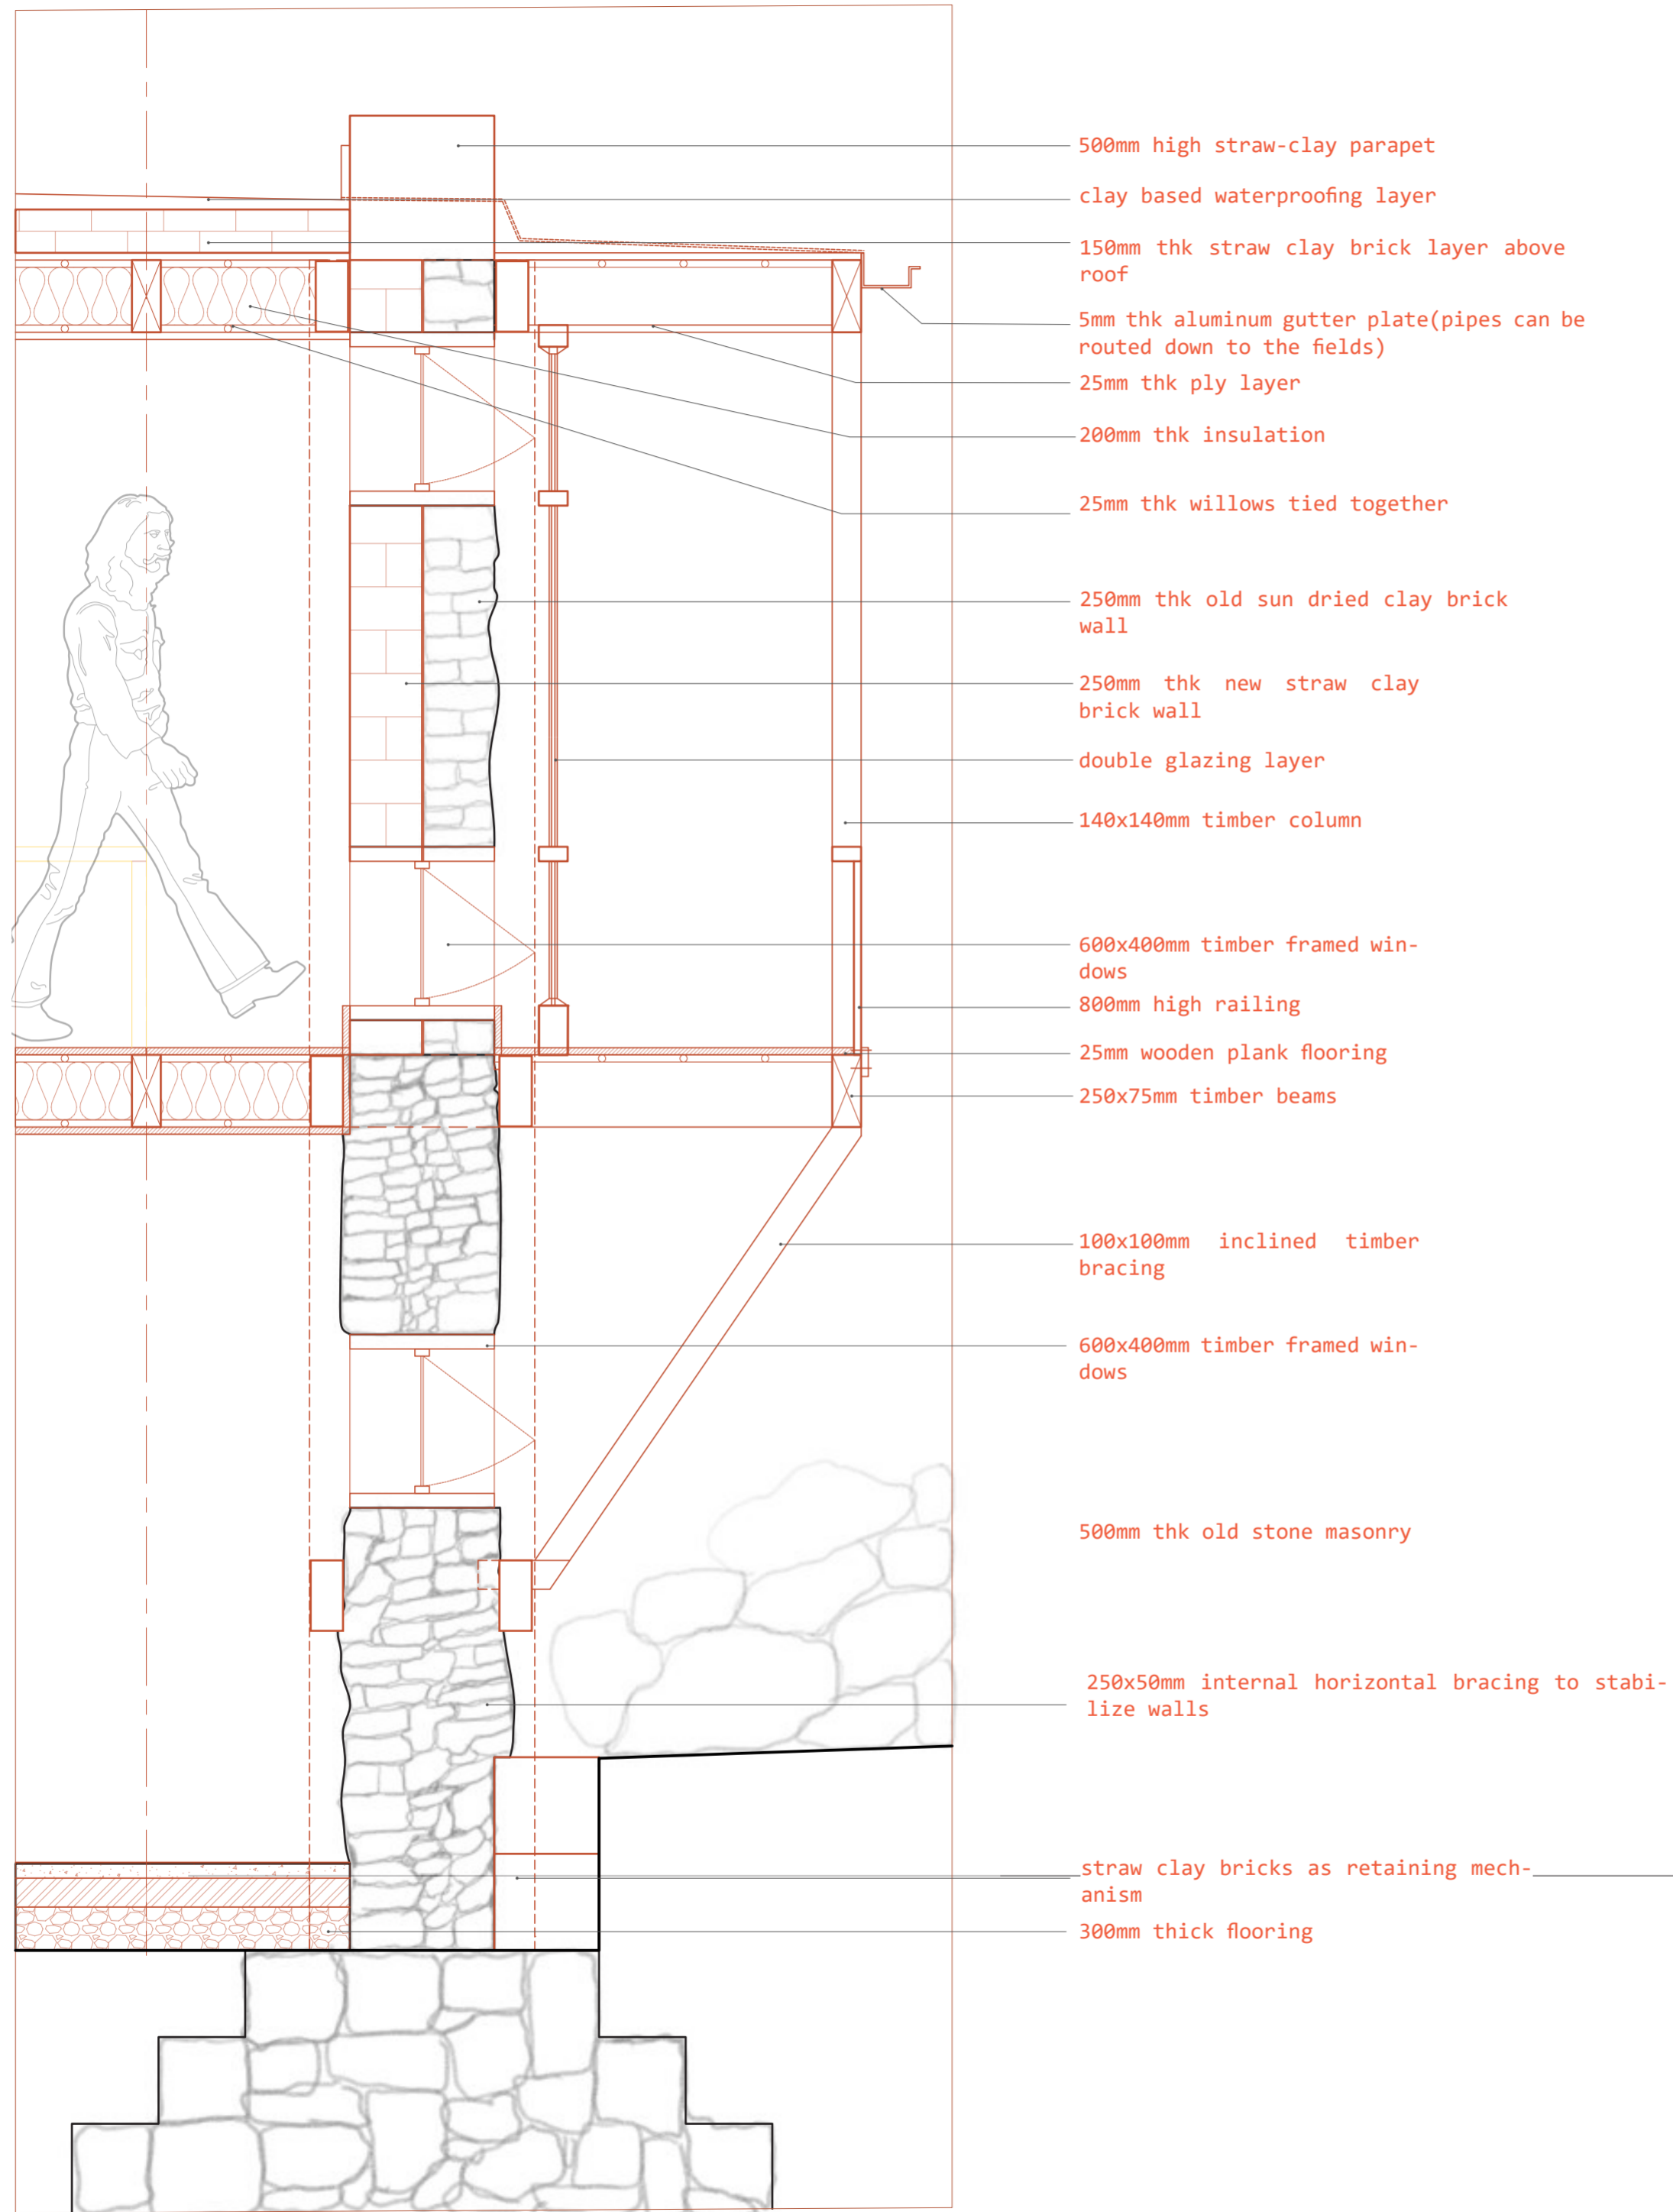 500mm high straw-clay parapet
clay based waterproofing layer
150mm thk straw clay brick layer above
roof
5mm thk aluminum gutter plate(pipes can be
routed down to the fields)
25mm thk ply layer
200mm thk insulation
25mm thk willows tied together
250mm thk old sun dried clay brick
wall
250mm thk new straw clay
brick wall
double glazing layer
140x140mm timber column
600x400mm timber framed win-
dows
800mm high railing
25mm wooden plank flooring
250x75mm timber beams
100x100mm inclined timber
bracing
600x400mm timber framed win-
dows
500mm thk old stone masonry
250x50mm internal horizontal bracing to stabi-
lize walls
straw clay bricks as retaining mech-
anism
300mm thick flooring